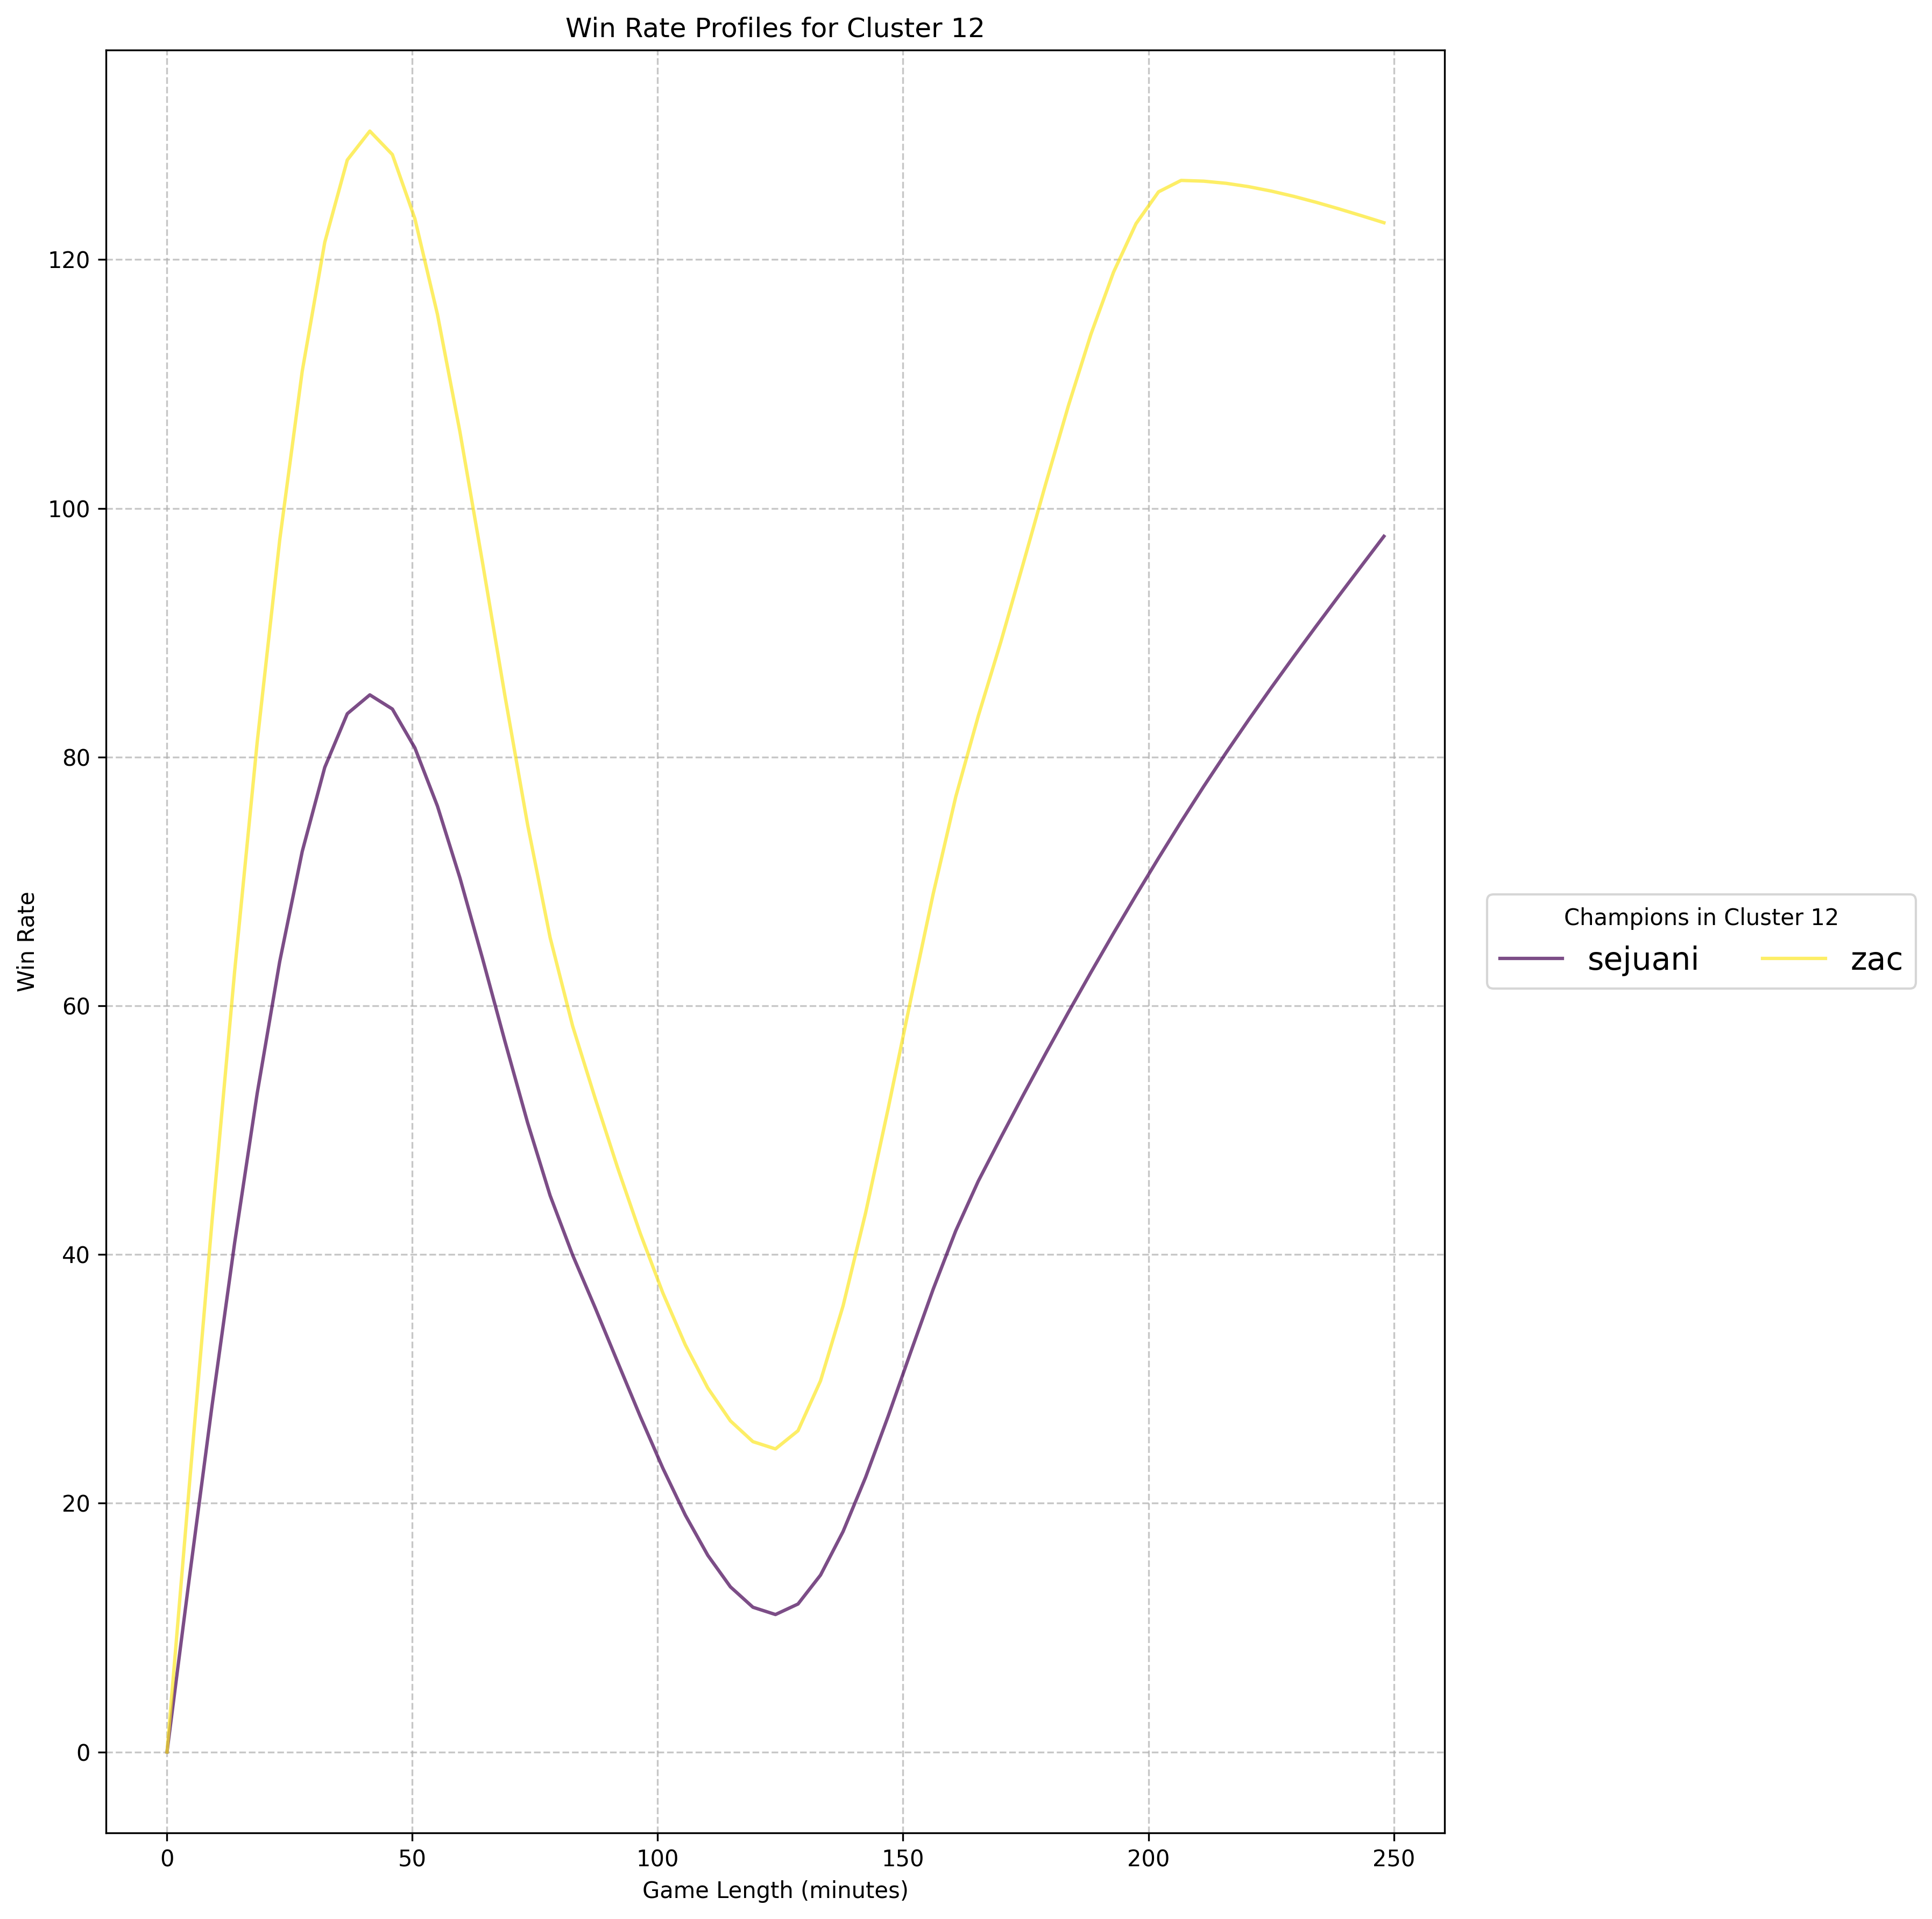 Win Rate Profiles for Cluster 12
Win Rate
120
100
80
60
40
20
0
0 50 100 150 200 250
Game Length (minutes)
Champions in Cluster 12
sejuani zac